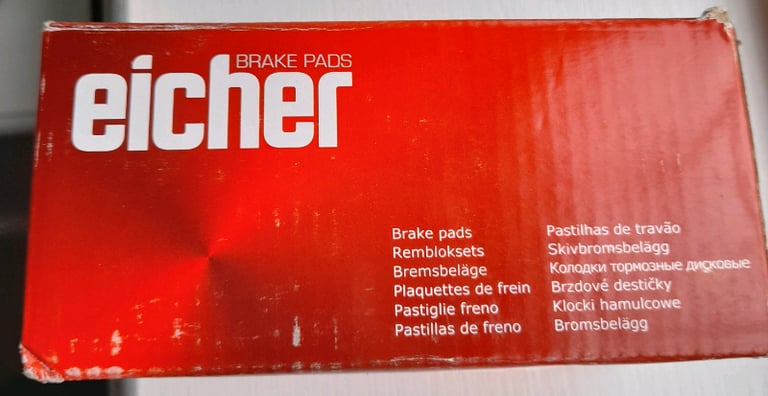 BRAKE PADS
eicher
Brake pads
Rembloksets
Bremsbeläge
Plaquettes de frein
Pastiglie freno
Pastillas de freno
Pastilhas de travão
Skivbromsbelägg
Колодки тормозные дисковые
Brzdové destičky
Klocki hamulcowe
Bromsbelägg